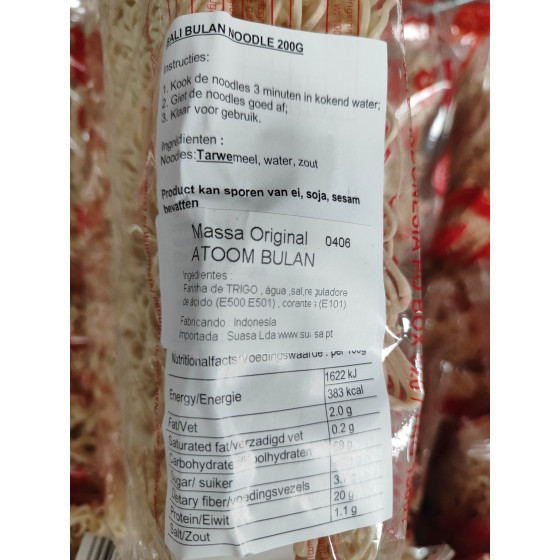 BALI BULAN NOODLE 200G
Instructies:
1. Kook de noodles 3 minuten in kokend water;
2. Giet de noodles goed af;
3. Klaar voor gebruik.
Ingrediënten :
Noodles:Tarwemeel, water, zout
Product kan sporen van ei, soja, sesam
bevatten
Massa Original 0406
ATOOM BULAN
Ingredientes :
Farinha de TRIGO , água ,sal,reguladore
de ácido (E500 E501) , corantes (E101)
Fabricando Indonesia
Importada Suasa Lda www.suasa.pt
Nutritionalfacts/Voedingswaarde : per 100g
Energy/Energie
1622 kJ
383 kcal
Fat/Vet 2.0 g
Saturated fat/verzadigd vet 0.2 g
Carbohydrate/koolhydraten 69 g
Sugar/ suiker
Dietary fiber/voedingsvezels
Protein/Eiwit 20 g
Salt/Zout 1.1 g